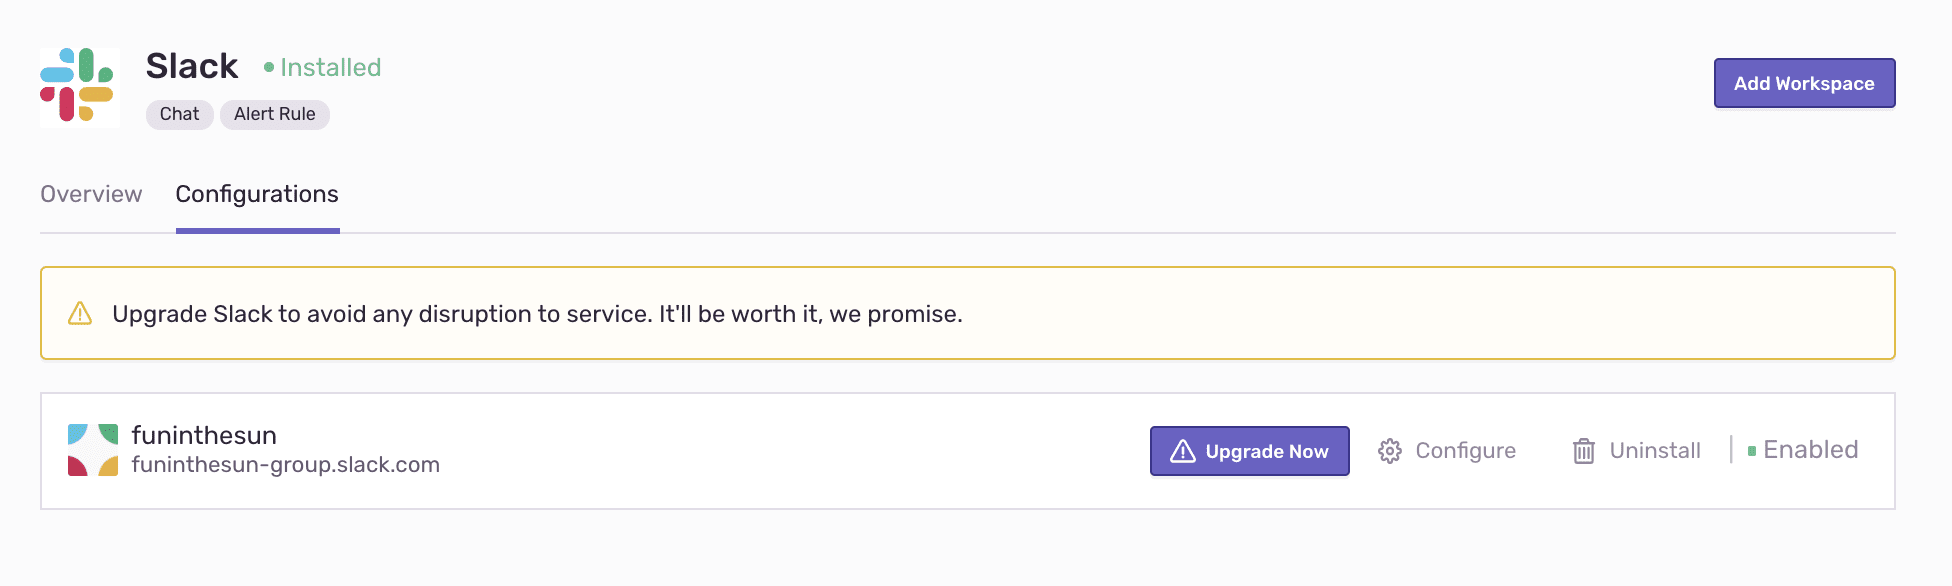 Slack Installed
Chat Alert Rule
Add Workspace
Overview Configurations
Upgrade Slack to avoid any disruption to service. It'll be worth it, we promise.
funinthesun
funinthesun-group.slack.com
Upgrade Now Configure Uninstall Enabled